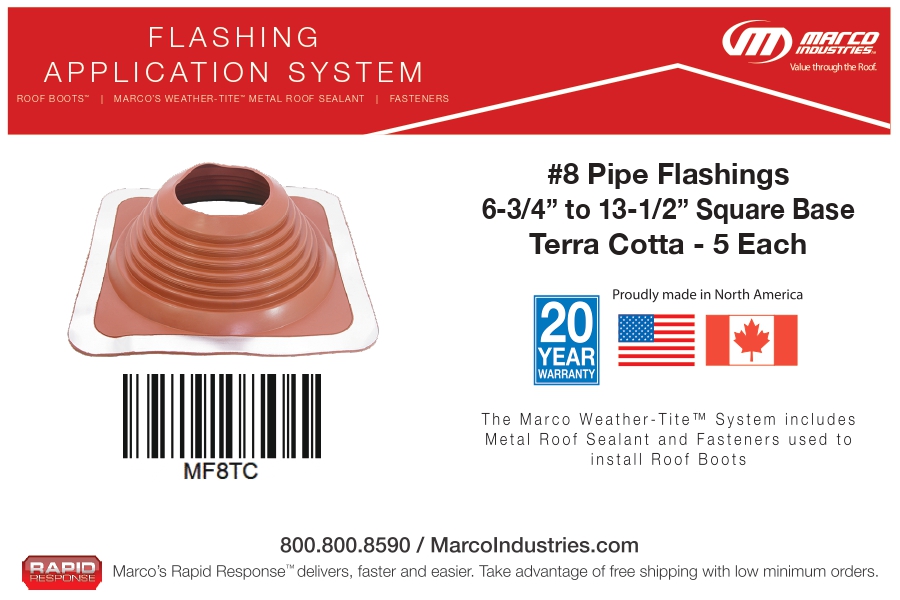 FLASHING
APPLICATION SYSTEM
ROOF BOOTS™ | MARCO'S WEATHER-TITE™ METAL ROOF SEALANT | FASTENERS
MARCO
INDUSTRIES™
Value through the Roof.
#8 Pipe Flashings
6-3/4” to 13-1/2” Square Base
Terra Cotta - 5 Each
Proudly made in North America
20
YEAR
WARRANTY
MF8TC
The Marco Weather-Tite™ System includes
Metal Roof Sealant and Fasteners used to
install Roof Boots
800.800.8590 / MarcoIndustries.com
RAPID
RESPONSE
Marco’s Rapid Response™ delivers, faster and easier. Take advantage of free shipping with low minimum orders.